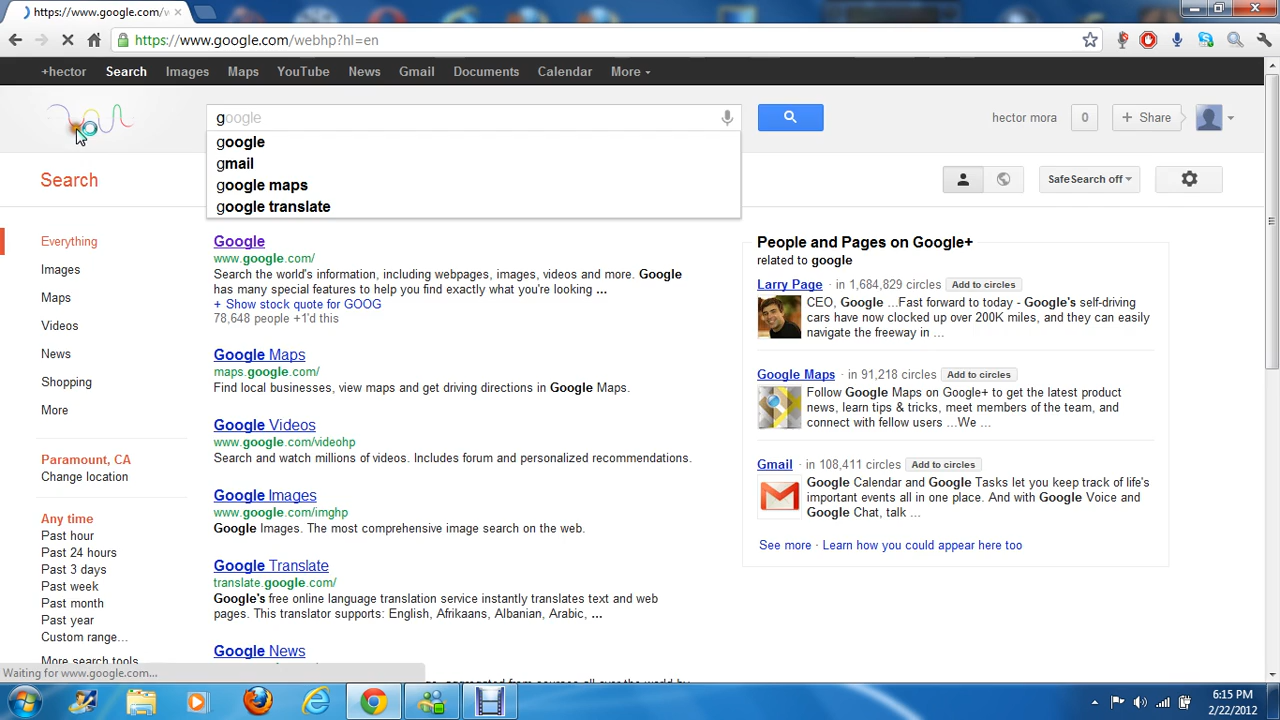 https://www.google.com/w
https://www.google.com/webhp?hl=en
+hector Search Images Maps YouTube News Gmail Documents Calendar More
google
hector mora 0 + Share
google
gmail
google maps
google translate
Search
SafeSearch off
Everything
Images
Maps
Videos
News
Shopping
More
Paramount, CA
Change location
Any time
Past hour
Past 24 hours
Past 3 days
Past week
Past month
Past year
Custom range...
More search tools
Google
www.google.com/
Search the world's information, including webpages, images, videos and more. Google
has many special features to help you find exactly what you're looking ...
+ Show stock quote for GOOG
78,648 people +1'd this
Google Maps
maps.google.com/
Find local businesses, view maps and get driving directions in Google Maps.
Google Videos
www.google.com/videohp
Search and watch millions of videos. Includes forum and personalized recommendations.
Google Images
www.google.com/imghp
Google Images. The most comprehensive image search on the web.
Google Translate
translate.google.com/
Google's free online language translation service instantly translates text and web
pages. This translator supports: English, Afrikaans, Albanian, Arabic, ...
Google News
People and Pages on Google+
related to google
Larry Page · in 1,684,829 circles Add to circles
CEO, Google ...Fast forward to today - Google's self-driving
cars have now clocked up over 200K miles, and they can easily
navigate the freeway in ...
Google Maps · in 91,218 circles Add to circles
Follow Google Maps on Google+ to get the latest product
news, learn tips & tricks, meet members of the team, and
connect with fellow users ...We ...
Gmail · in 108,411 circles Add to circles
Google Calendar and Google Tasks let you keep track of life's
important events all in one place. And with Google Voice and
Google Chat, talk ...
See more · Learn how you could appear here too
Waiting for www.google.com...
6:15 PM
2/22/2012